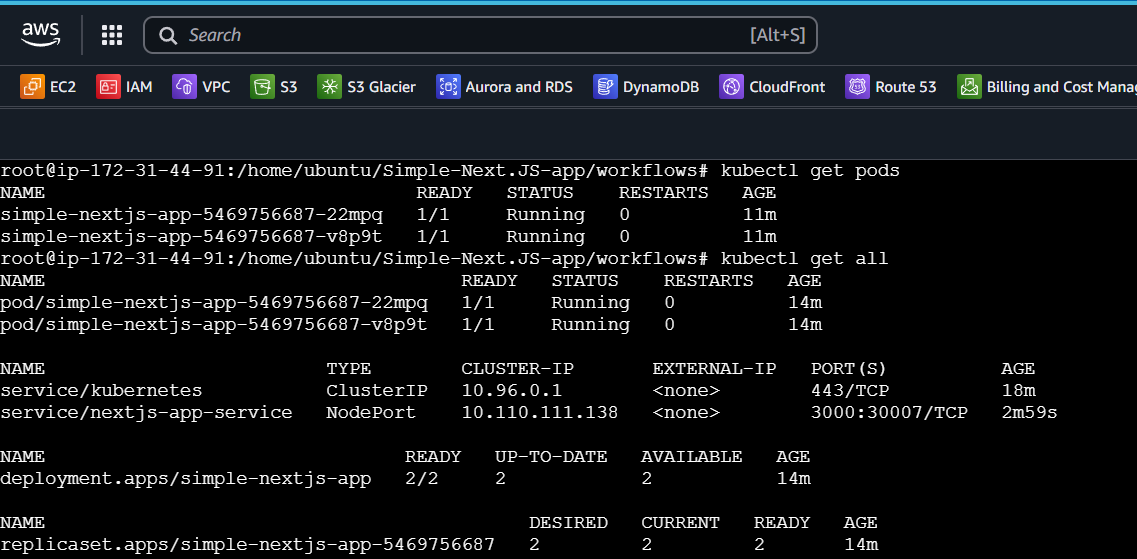 aws Search [Alt+S]
EC2 IAM VPC S3 S3 Glacier Aurora and RDS DynamoDB CloudFront Route 53 Billing and Cost Mana
root@ip-172-31-44-91:/home/ubuntu/Simple-Next.JS-app/workflows# kubectl get pods
NAME READY STATUS RESTARTS AGE
simple-nextjs-app-5469756687-22mpq 1/1 Running 0 11m
simple-nextjs-app-5469756687-v8p9t 1/1 Running 0 11m
root@ip-172-31-44-91:/home/ubuntu/Simple-Next.JS-app/workflows# kubectl get all
NAME READY STATUS RESTARTS AGE
pod/simple-nextjs-app-5469756687-22mpq 1/1 Running 0 14m
pod/simple-nextjs-app-5469756687-v8p9t 1/1 Running 0 14m
NAME TYPE CLUSTER-IP EXTERNAL-IP PORT(S) AGE
service/kubernetes ClusterIP 10.96.0.1 <none> 443/TCP 18m
service/nextjs-app-service NodePort 10.110.111.138 <none> 3000:30007/TCP 2m59s
NAME READY UP-TO-DATE AVAILABLE AGE
deployment.apps/simple-nextjs-app 2/2 2 2 14m
NAME DESIRED CURRENT READY AGE
replicaset.apps/simple-nextjs-app-5469756687 2 2 2 14m